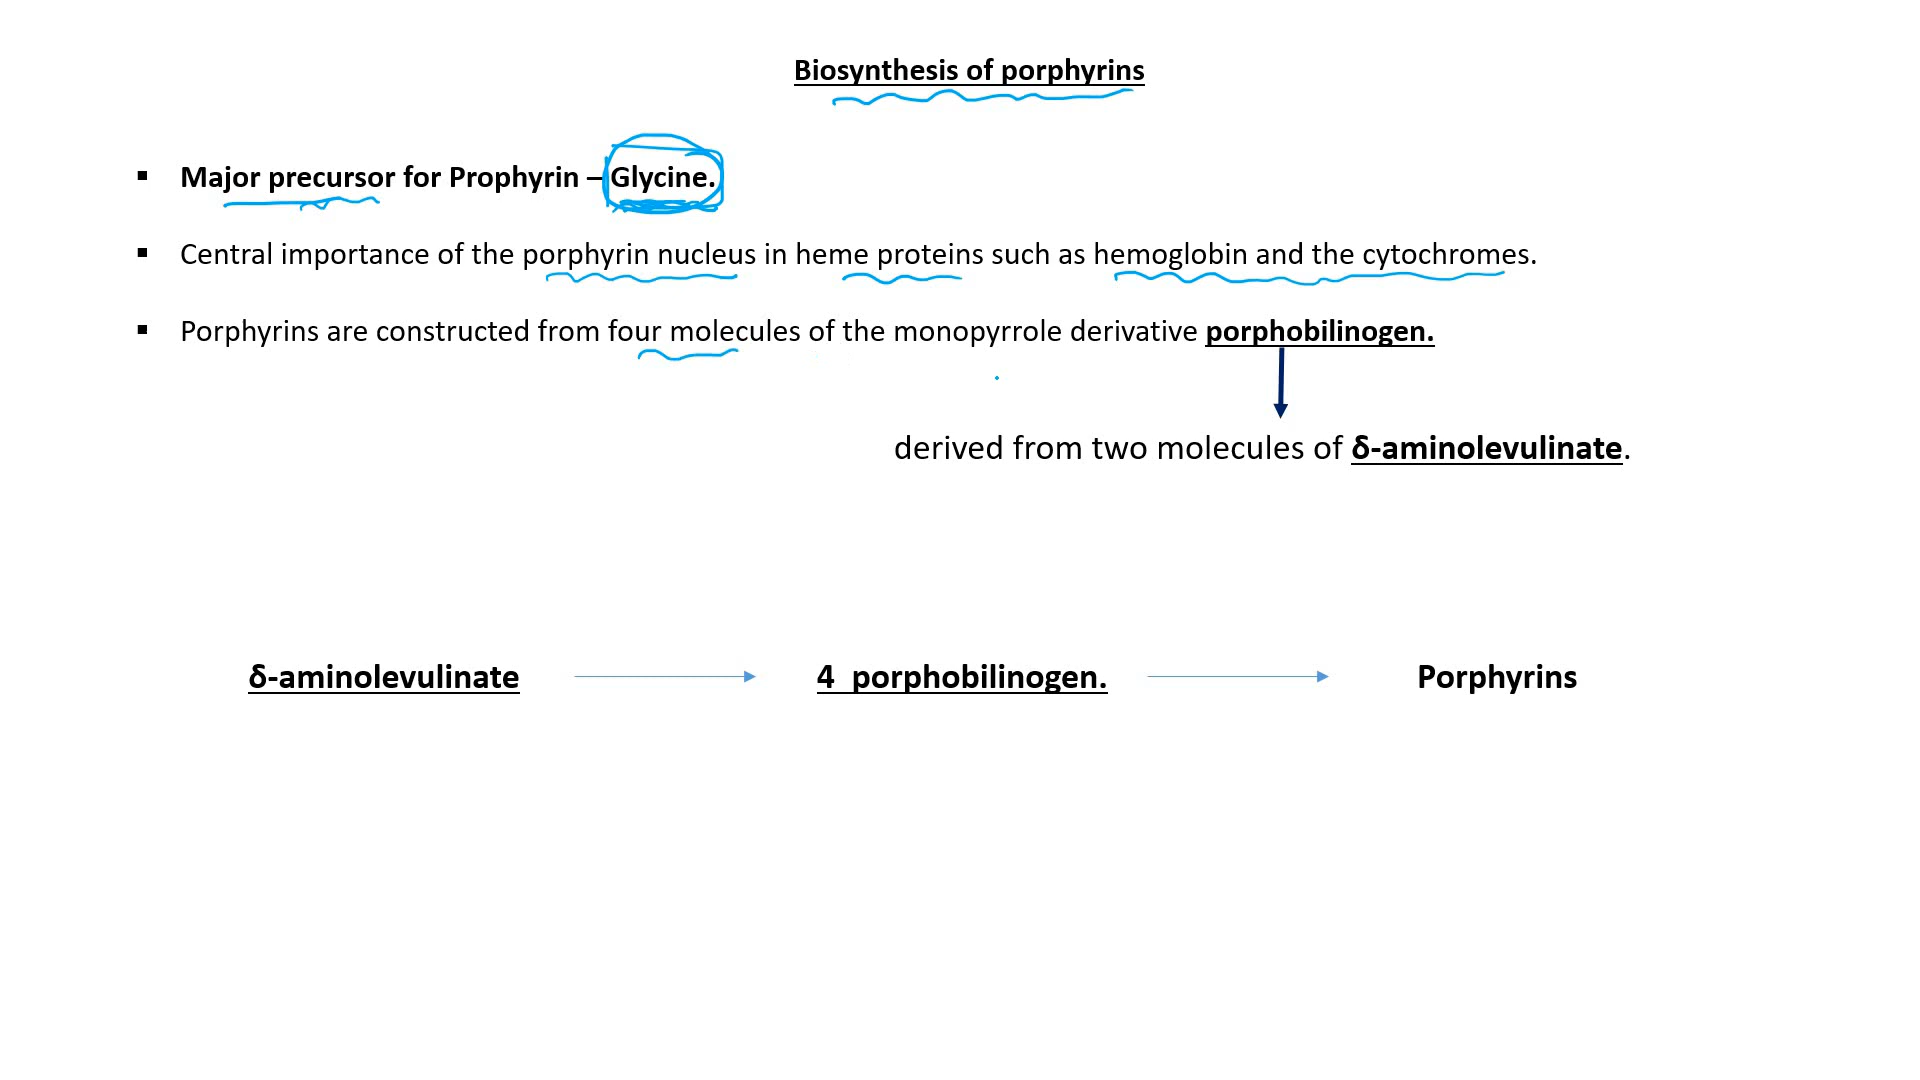 Biosynthesis of porphyrins
▪ Major precursor for Prophyrin – Glycine.
▪ Central importance of the porphyrin nucleus in heme proteins such as hemoglobin and the cytochromes.
▪ Porphyrins are constructed from four molecules of the monopyrrole derivative porphobilinogen.
derived from two molecules of δ-aminolevulinate.
δ-aminolevulinate 4 porphobilinogen. Porphyrins